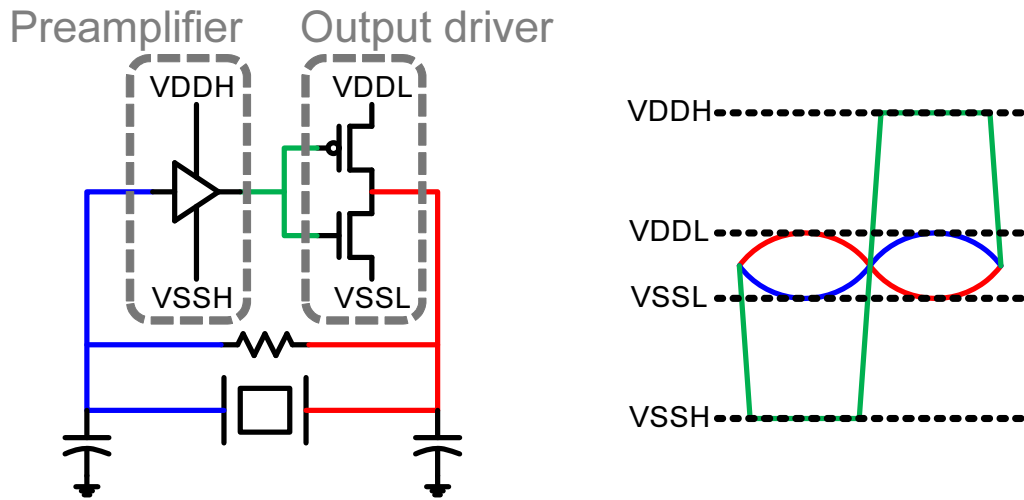 Preamplifier
Output driver
VDDH
VDDL
VSSH
VSSL
VDDH
VDDL
VSSL
VSSH